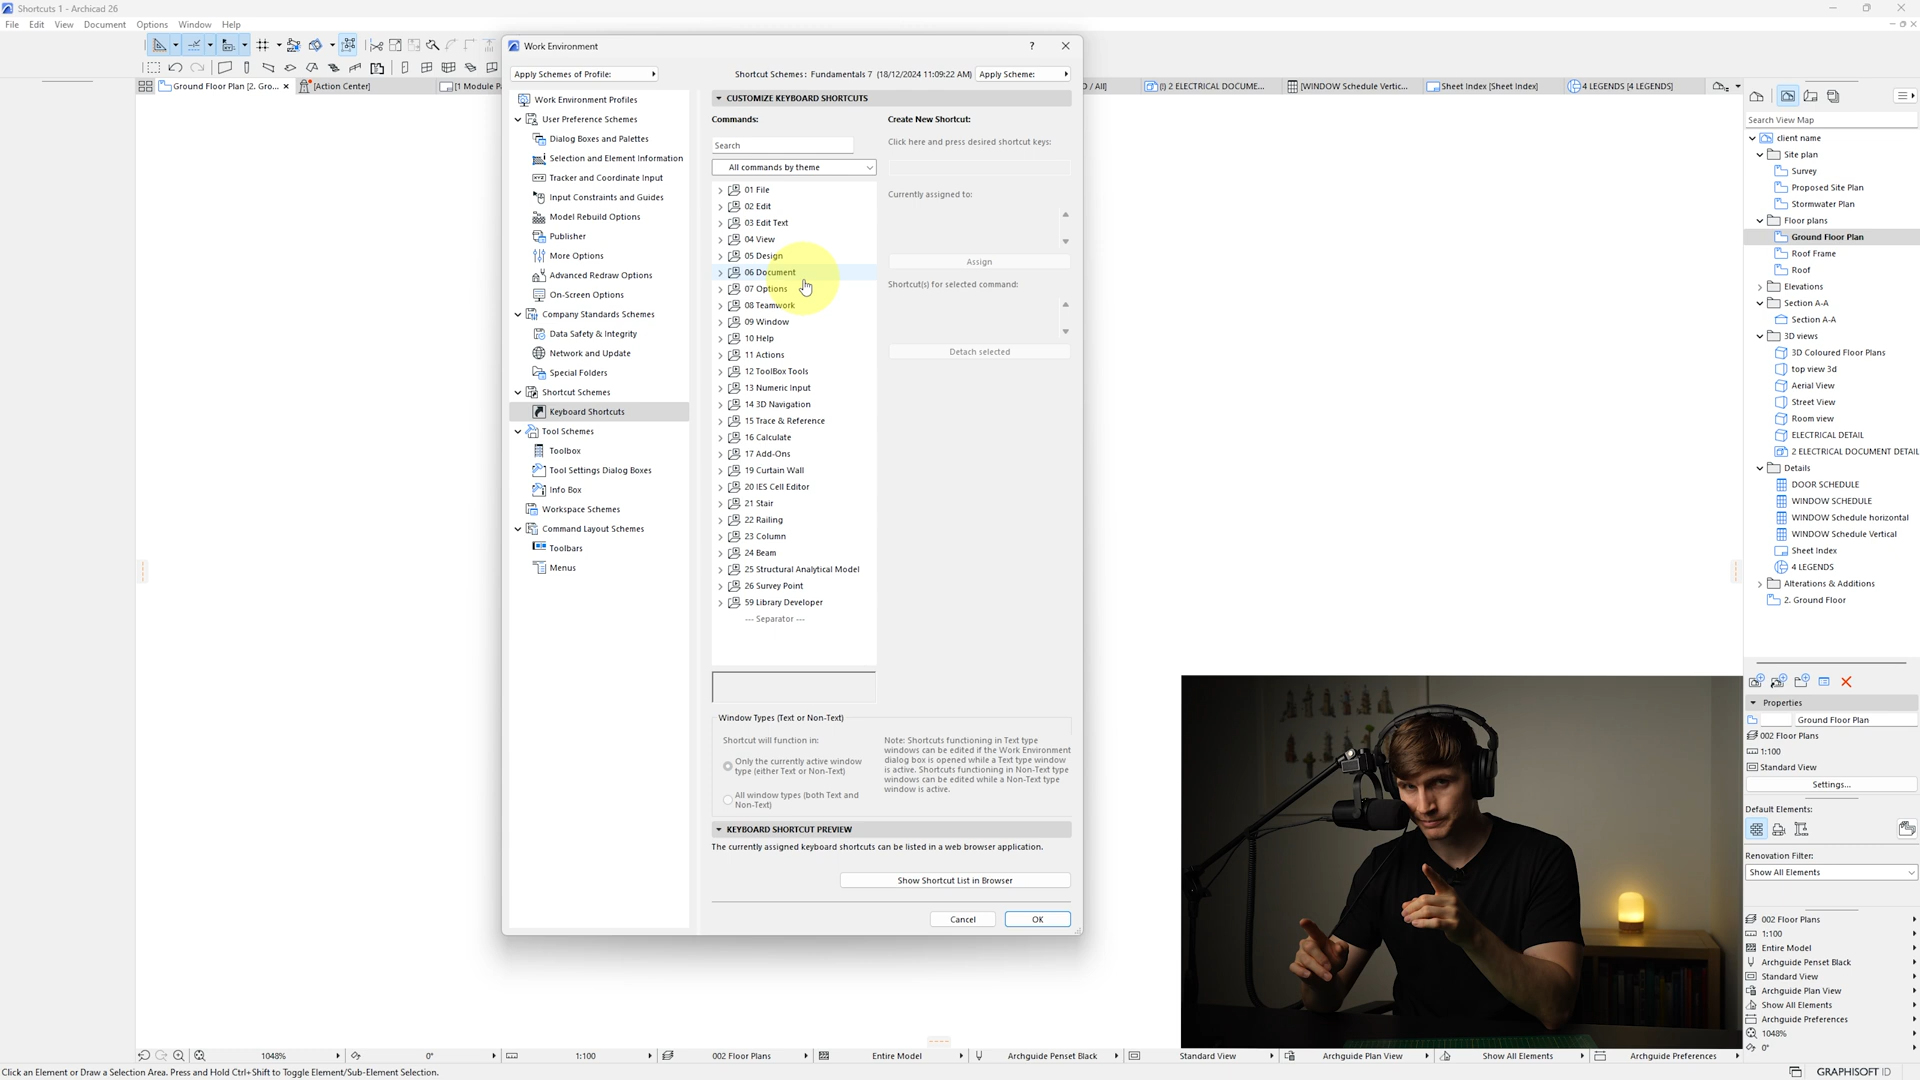 Shortcuts 1 - Archicad 26
File Edit View Document Options Window Help
Ground Floor Plan [2. Gro...
[Action Center]
[1 Module P
/ All]
(!) 2 ELECTRICAL DOCUME...
[WINDOW Schedule Vertic...
Sheet Index [Sheet Index]
4 LEGENDS [4 LEGENDS]
Work Environment
?
Apply Schemes of Profile:
Shortcut Schemes: Fundamentals 7 (18/12/2024 11:09:22 AM)
Apply Scheme:
Work Environment Profiles
User Preference Schemes
Dialog Boxes and Palettes
Selection and Element Information
Tracker and Coordinate Input
Input Constraints and Guides
Model Rebuild Options
Publisher
More Options
Advanced Redraw Options
On-Screen Options
Company Standards Schemes
Data Safety & Integrity
Network and Update
Special Folders
Shortcut Schemes
Keyboard Shortcuts
Tool Schemes
Toolbox
Tool Settings Dialog Boxes
Info Box
Workspace Schemes
Command Layout Schemes
Toolbars
Menus
CUSTOMIZE KEYBOARD SHORTCUTS
Commands:
Search
All commands by theme
01 File
02 Edit
03 Edit Text
04 View
05 Design
06 Document
07 Options
08 Teamwork
09 Window
10 Help
11 Actions
12 ToolBox Tools
13 Numeric Input
14 3D Navigation
15 Trace & Reference
16 Calculate
17 Add-Ons
19 Curtain Wall
20 IES Cell Editor
21 Stair
22 Railing
23 Column
24 Beam
25 Structural Analytical Model
26 Survey Point
59 Library Developer
--- Separator ---
Create New Shortcut:
Click here and press desired shortcut keys:
Currently assigned to:
Assign
Shortcut(s) for selected command:
Detach selected
Window Types (Text or Non-Text)
Shortcut will function in:
Only the currently active window
type (either Text or Non-Text)
All window types (both Text and
Non-Text)
Note: Shortcuts functioning in Text type
windows can be edited if the Work Environment
dialog box is opened while a Text type window
is active. Shortcuts functioning in Non-Text type
windows can be edited while a Non-Text type
window is active.
KEYBOARD SHORTCUT PREVIEW
The currently assigned keyboard shortcuts can be listed in a web browser application.
Show Shortcut List in Browser
Cancel
OK
Search View Map
client name
Site plan
Survey
Proposed Site Plan
Stormwater Plan
Floor plans
Ground Floor Plan
Roof Frame
Roof
Elevations
Section A-A
Section A-A
3D views
3D Coloured Floor Plans
top view 3d
Aerial View
Street View
Room view
ELECTRICAL DETAIL
2 ELECTRICAL DOCUMENT DETAIL
Details
DOOR SCHEDULE
WINDOW SCHEDULE
WINDOW Schedule horizontal
WINDOW Schedule Vertical
Sheet Index
4 LEGENDS
Alterations & Additions
2. Ground Floor
Properties
Ground Floor Plan
002 Floor Plans
1:100
Standard View
Settings...
Default Elements:
Renovation Filter:
Show All Elements
002 Floor Plans
1:100
Entire Model
Archguide Penset Black
Standard View
Archguide Plan View
Show All Elements
Archguide Preferences
1048%
0°
1048%
0°
1:100
002 Floor Plans
Entire Model
Archguide Penset Black
Standard View
Archguide Plan View
Show All Elements
Archguide Preferences
Click an Element or Draw a Selection Area. Press and Hold Ctrl+Shift to Toggle Element/Sub-Element Selection.
GRAPHISOFT ID